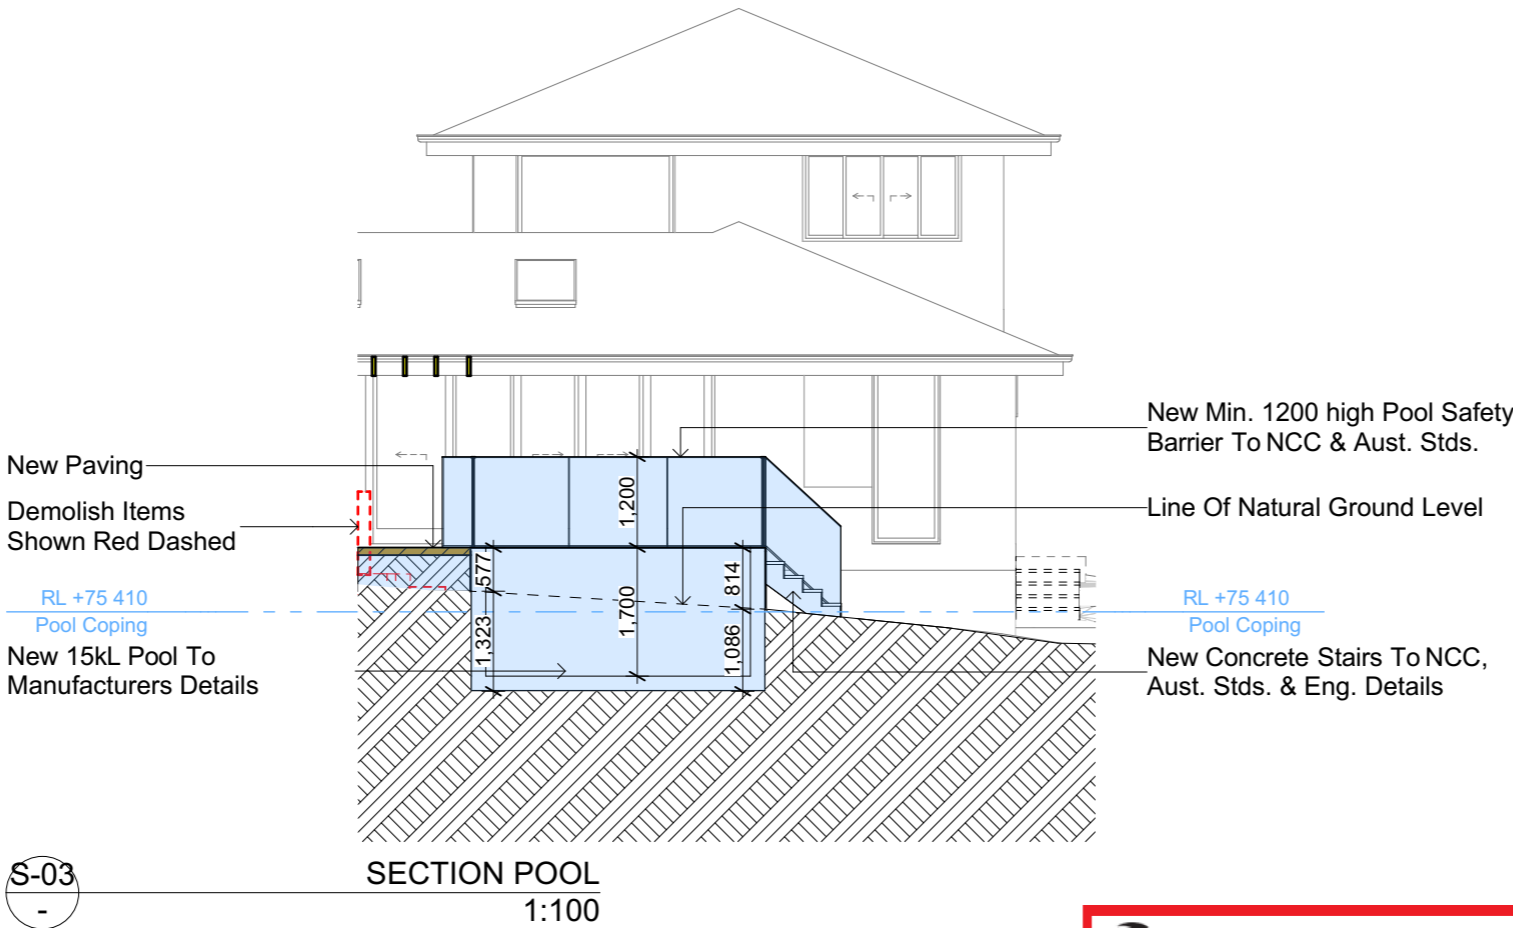 New Min. 1200 high Pool Safety
Barrier To NCC & Aust. Stds.
New Paving
1,200
Line Of Natural Ground Level
Demolish Items
Shown Red Dashed
577
814
1,700
RL +75 410
Pool Coping
RL +75 410
Pool Coping
1,323
1,086
New 15kL Pool To
Manufacturers Details
New Concrete Stairs To NCC,
Aust. Stds. & Eng. Details
S-03
-
SECTION POOL
1:100